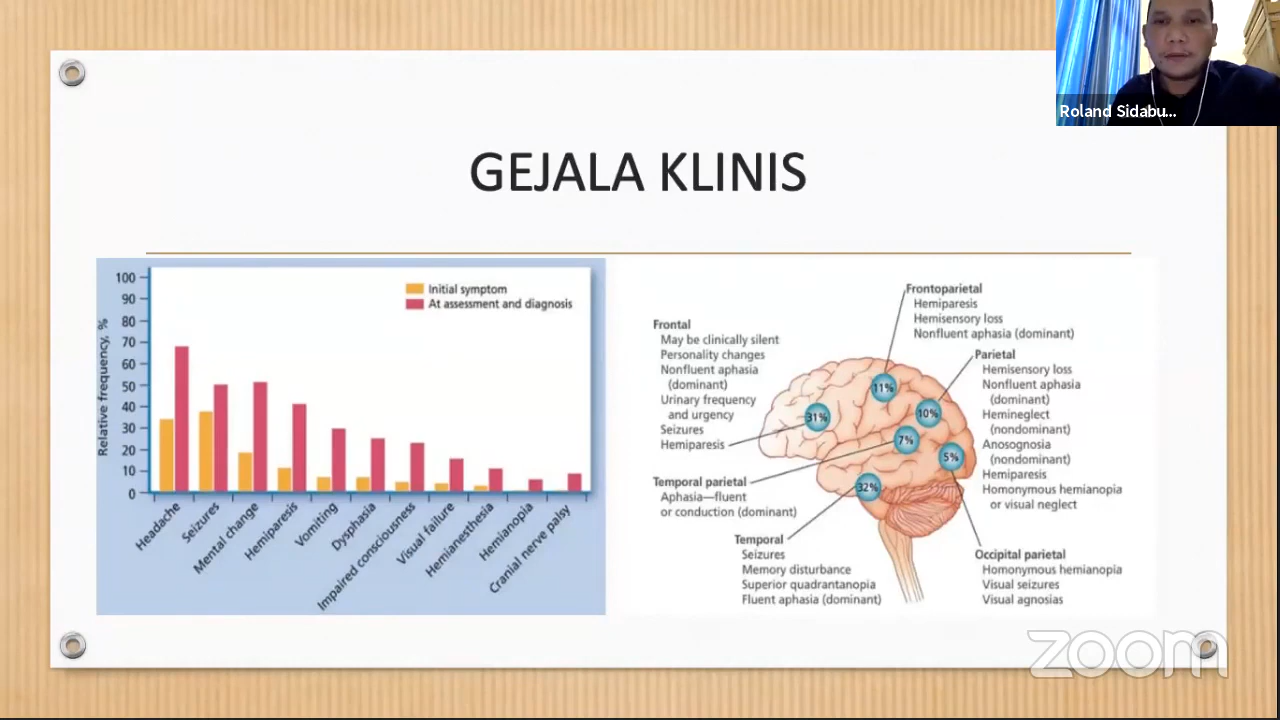 Roland Sidabu...
GEJALA KLINIS
Initial symptom
At assessment and diagnosis
Relative frequency, %
100
90
80
70
60
50
40
30
20
10
0
Headache
Seizures
Mental change
Hemiparesis
Vomiting
Dysphasia
Impaired consciousness
Visual failure
Hemianesthesia
Hemianopia
Cranial nerve palsy
Frontal
May be clinically silent
Personality changes
Nonfluent aphasia
(dominant)
Urinary frequency
and urgency
Seizures
Hemiparesis
Temporal parietal
Aphasia—fluent
or conduction (dominant)
Temporal
Seizures
Memory disturbance
Superior quadrantanopia
Fluent aphasia (dominant)
Frontoparietal
Hemiparesis
Hemisensory loss
Nonfluent aphasia (dominant)
Parietal
Hemisensory loss
Nonfluent aphasia
(dominant)
Hemineglect
(nondominant)
Anosognosia
(nondominant)
Hemiparesis
Homonymous hemianopia
or visual neglect
Occipital parietal
Homonymous hemianopia
Visual seizures
Visual agnosias
11%
31%
10%
7%
5%
32%
zoom